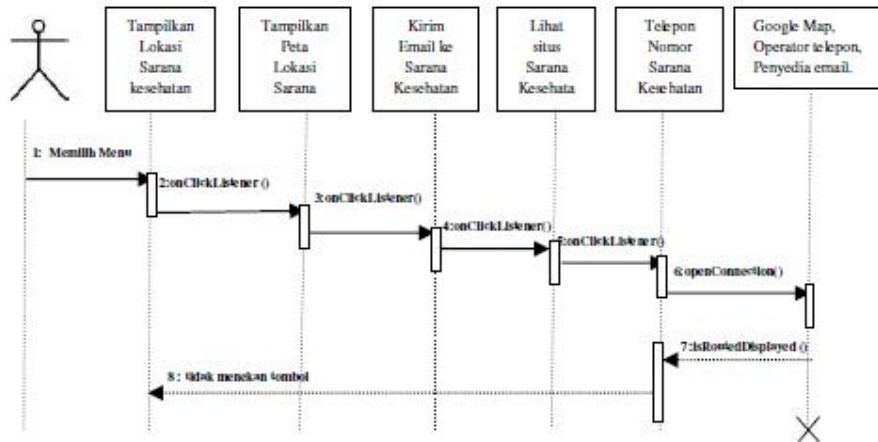 Tampilkan
Lokasi
Sarana
kesehatan
Tampilkan
Peta
Lokasi
Sarana
Kirim
Email ke
Sarana
Kesehatan
Lihat
situs
Sarana
Kesehata
Telepon
Nomor
Sarana
Kesehatan
Google Map,
Operator telepon,
Penyedia email.
1: Memilih Menu
2:onClickListener ()
3:onClickListener()
4:onClickListener()
5:onClickListener()
6:openConnection()
7:isRoutedDisplayed ()
8 : tidak menekan tombol